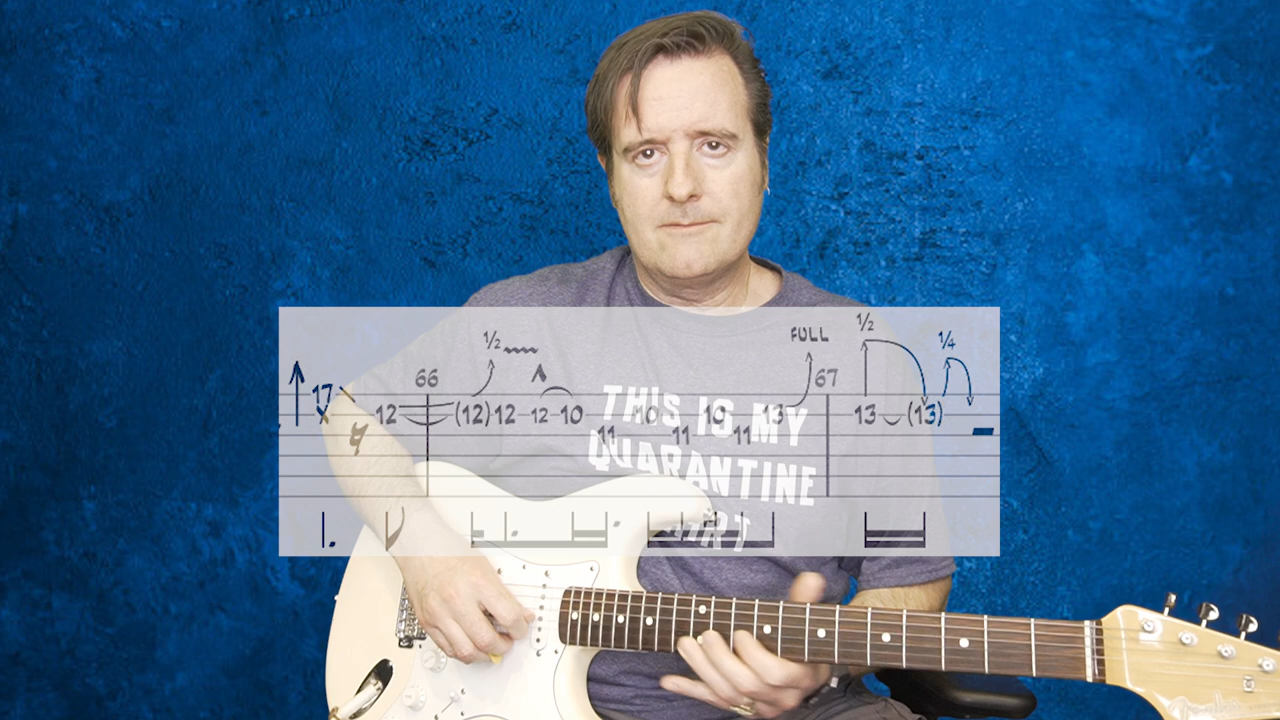 1/2
FULL
1/2
1/4
17
66
67
12 (12) 12 12 10 10 10 13 13 (13)
11 11 11
THIS IS MY
QUARANTINE